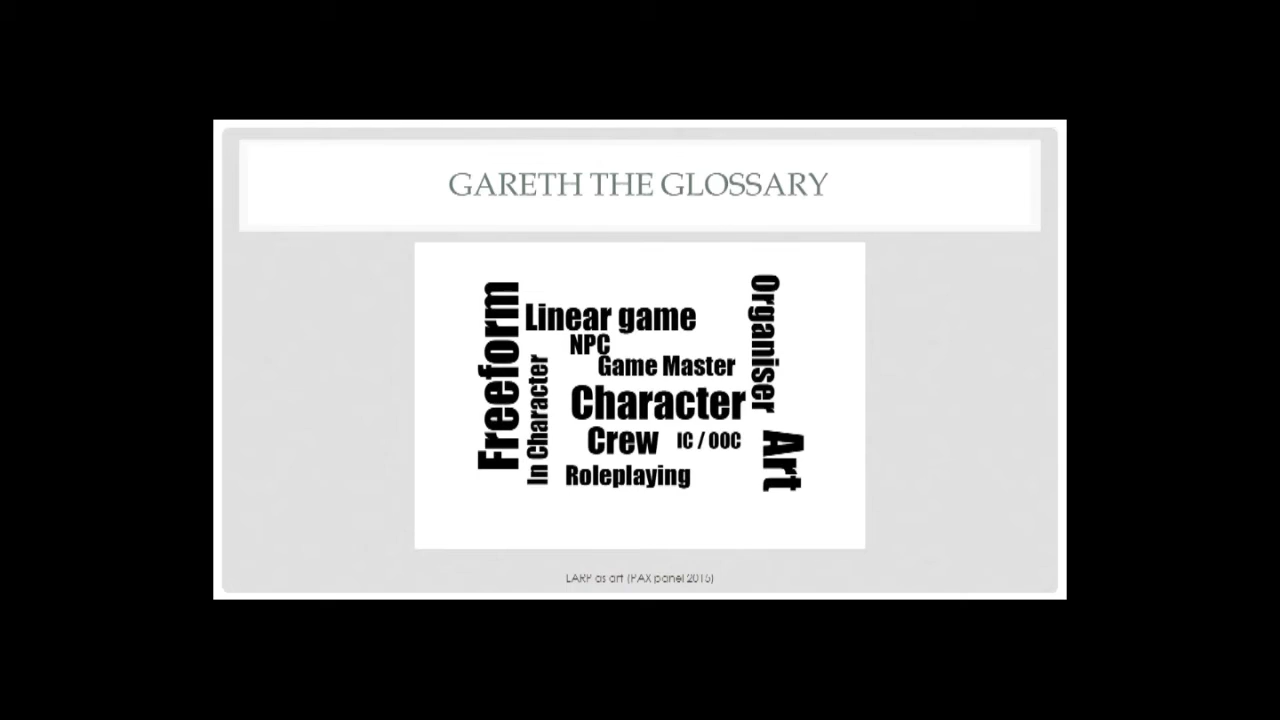 GARETH THE GLOSSARY
Freeform
Linear game
NPC
Game Master
In Character
Character
Crew
IC / OOC
Roleplaying
Organiser
Art
LARP as art (PAX panel 2015)